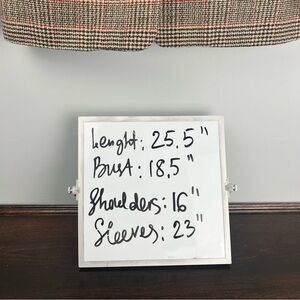 Lenght: 25.5"
Bust: 18.5"
Shoulders: 16"
Sleeves: 23"